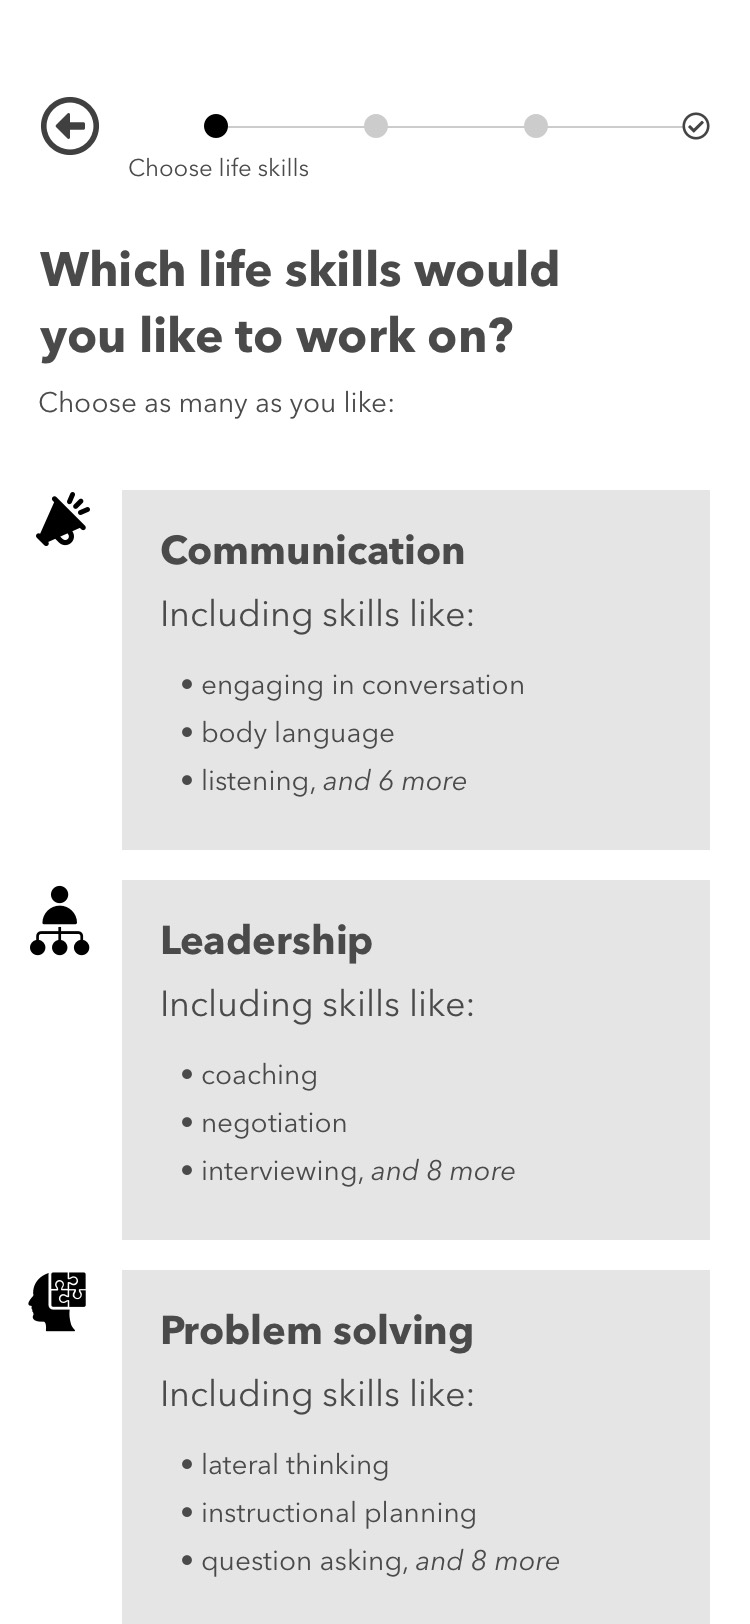 Choose life skills
Which life skills would
you like to work on?
Choose as many as you like:
Communication
Including skills like:
• engaging in conversation
• body language
• listening, and 6 more
Leadership
Including skills like:
• coaching
• negotiation
• interviewing, and 8 more
Problem solving
Including skills like:
• lateral thinking
• instructional planning
• question asking, and 8 more